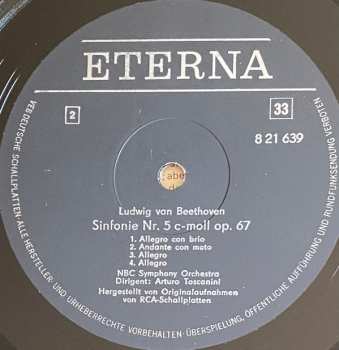 ETERNA
2
33
8 21 639
Ludwig van Beethoven
Sinfonie Nr. 5 c-moll op. 67
1. Allegro con brio
2. Andante con moto
3. Allegro
4. Allegro
NBC Symphony Orchestra
Dirigent: Arturo Toscanini
Hergestellt von Originalaufnahmen
von RCA-Schallplatten
VEB DEUTSCHE SCHALLPLATTEN · ALLE HERSTELLER- UND URHEBERRECHTE VORBEHALTEN · ÜBERSPIELUNG, ÖFFENTLICHE AUFFÜHRUNG UND RUNDFUNKSENDUNG VERBOTEN